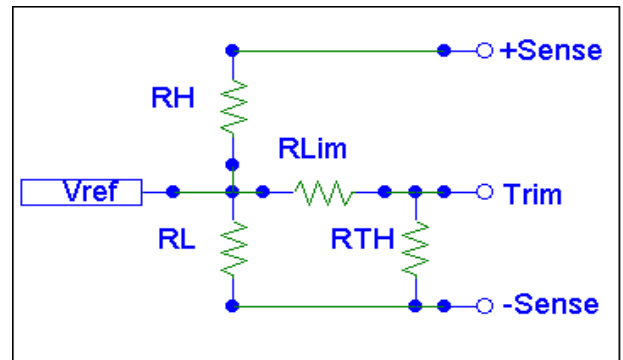 +Sense
RH
RLim
Vref
Trim
RL
RTH
-Sense